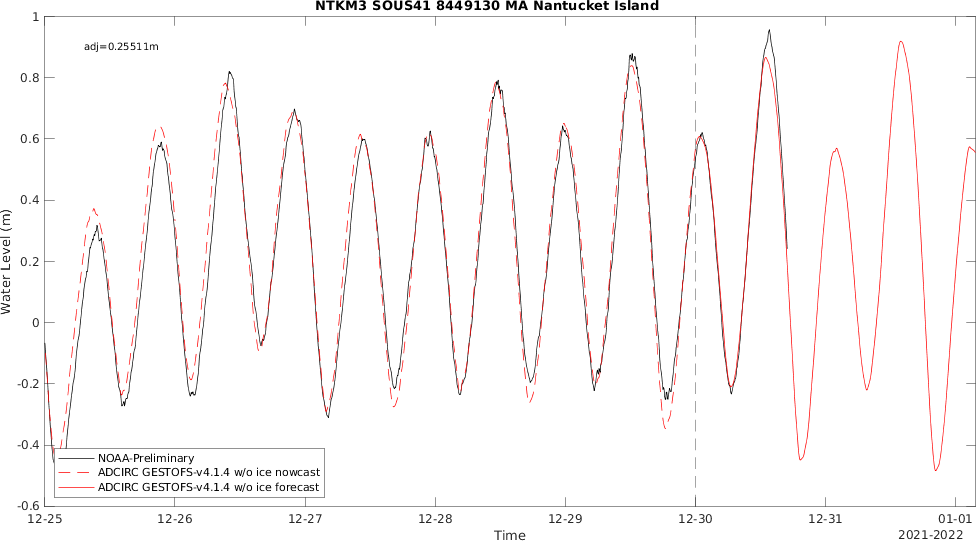 NTKM3 SOUS41 8449130 MA Nantucket Island
1
adj=0.25511m
0.8
0.6
0.4
0.2
0
-0.2
-0.4
-0.6
Water Level (m)
NOAA-Preliminary
ADCIRC GESTOFS-v4.1.4 w/o ice nowcast
ADCIRC GESTOFS-v4.1.4 w/o ice forecast
12-25 12-26 12-27 12-28 12-29 12-30 12-31 01-01
Time
2021-2022